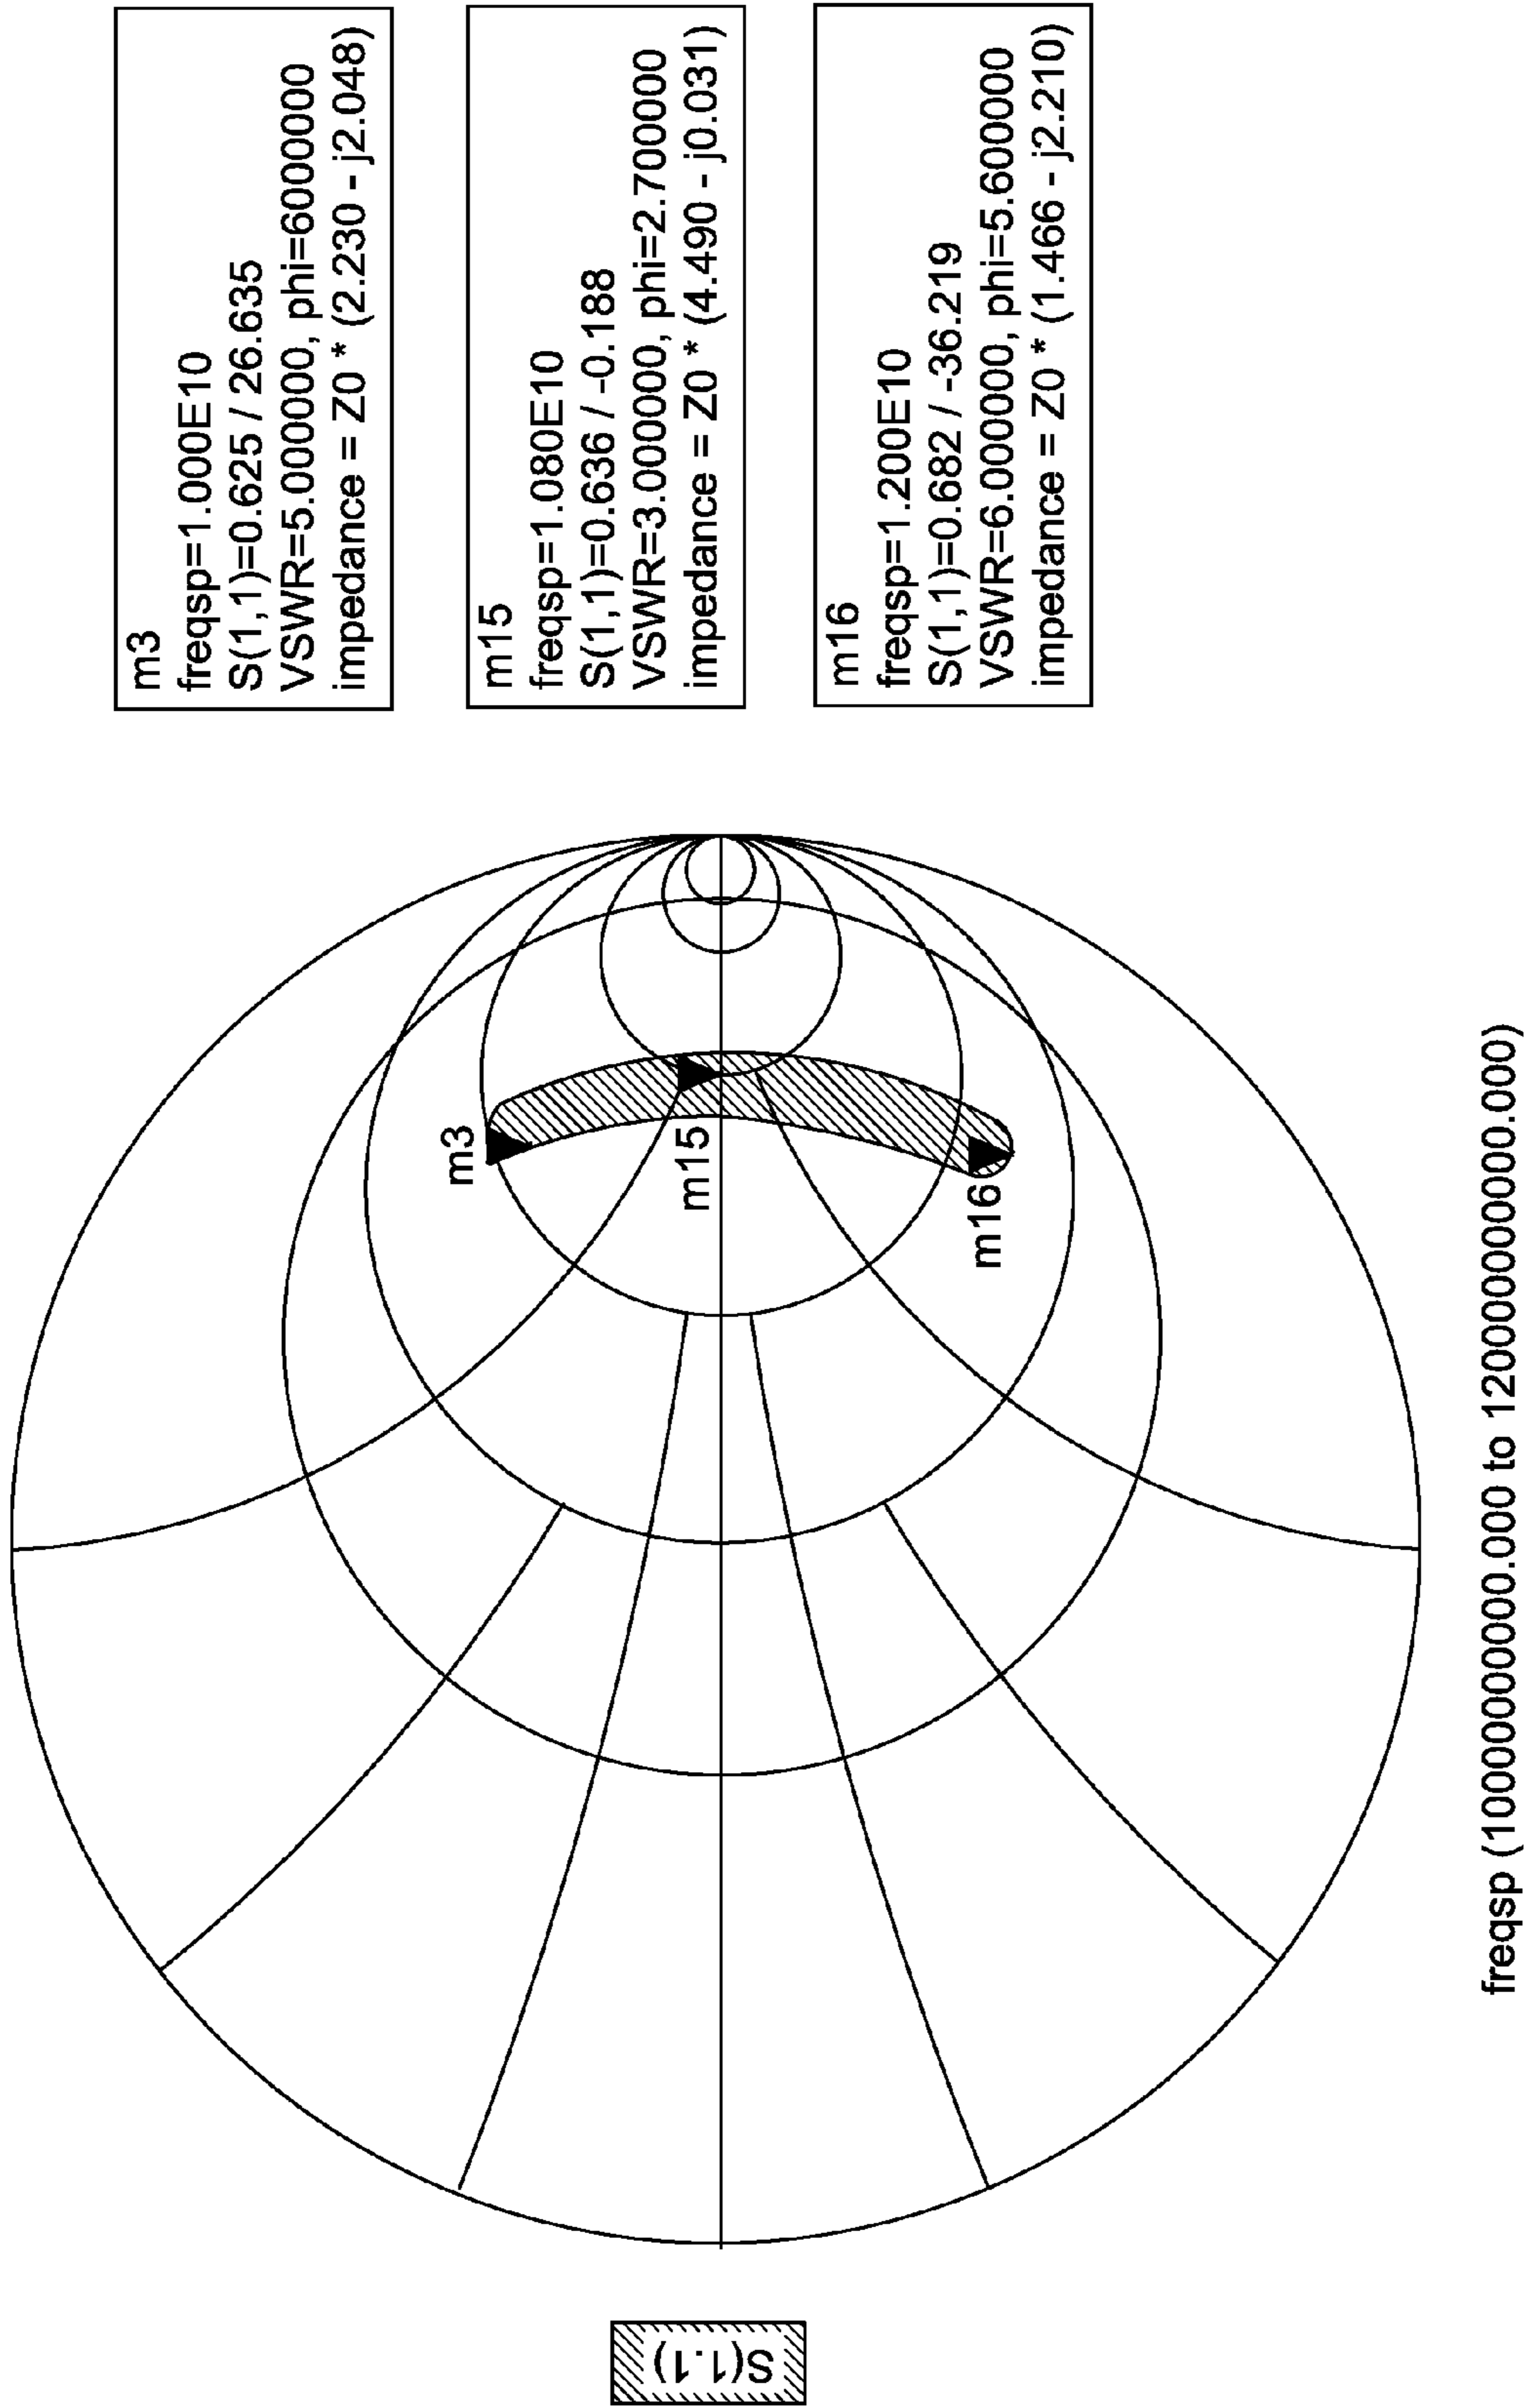 m3
freqsp=1.000E10
S(1,1)=0.625 / 26.635
VSWR=5.000000, phi=6000000
impedance = Z0 * (2.230 - j2.048)
m15
freqsp=1.080E10
S(1,1)=0.636 / -0.188
VSWR=3.000000, phi=2.700000
impedance = Z0 * (4.490 - j0.031)
m16
freqsp=1.200E10
S(1,1)=0.682 / -36.219
VSWR=6.000000, phi=5.600000
impedance = Z0 * (1.466 - j2.210)
m3
m15
m16
S(1.1)
freqsp (10000000000.000 to 12000000000.000)